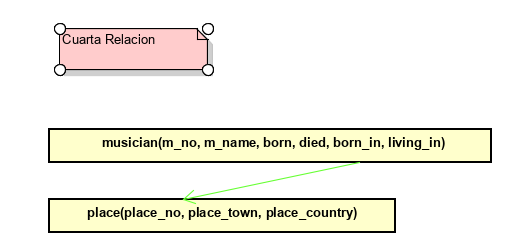 Cuarta Relacion
musician(m_no, m_name, born, died, born_in, living_in)
place(place_no, place_town, place_country)